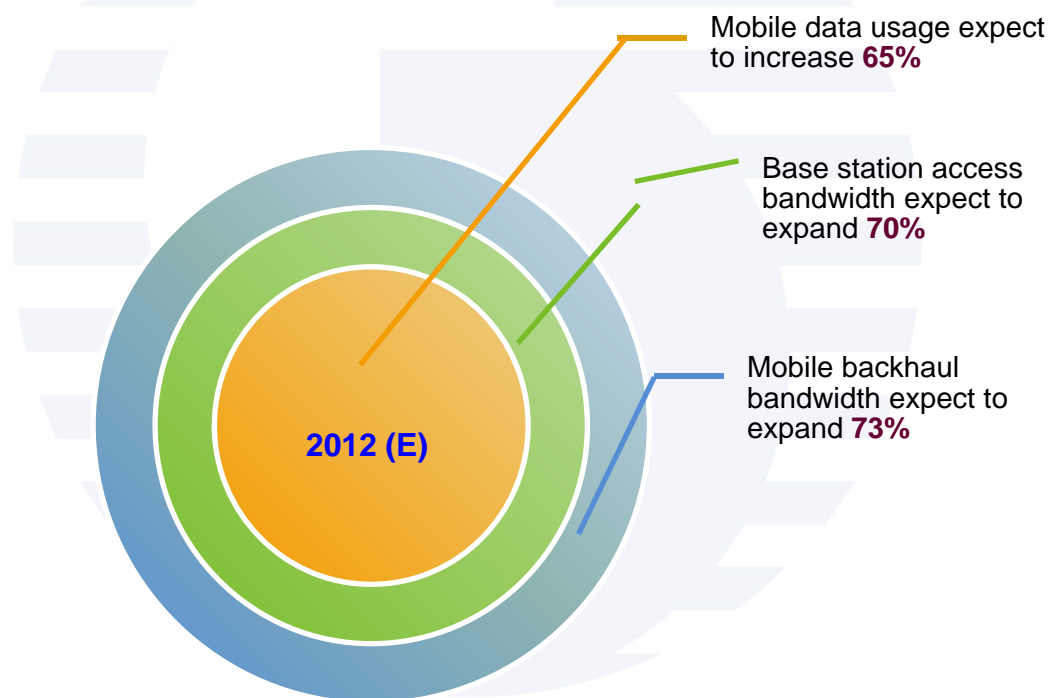 Mobile data usage expect
to increase 65%
Base station access
bandwidth expect to
expand 70%
Mobile backhaul
bandwidth expect to
expand 73%
2012 (E)